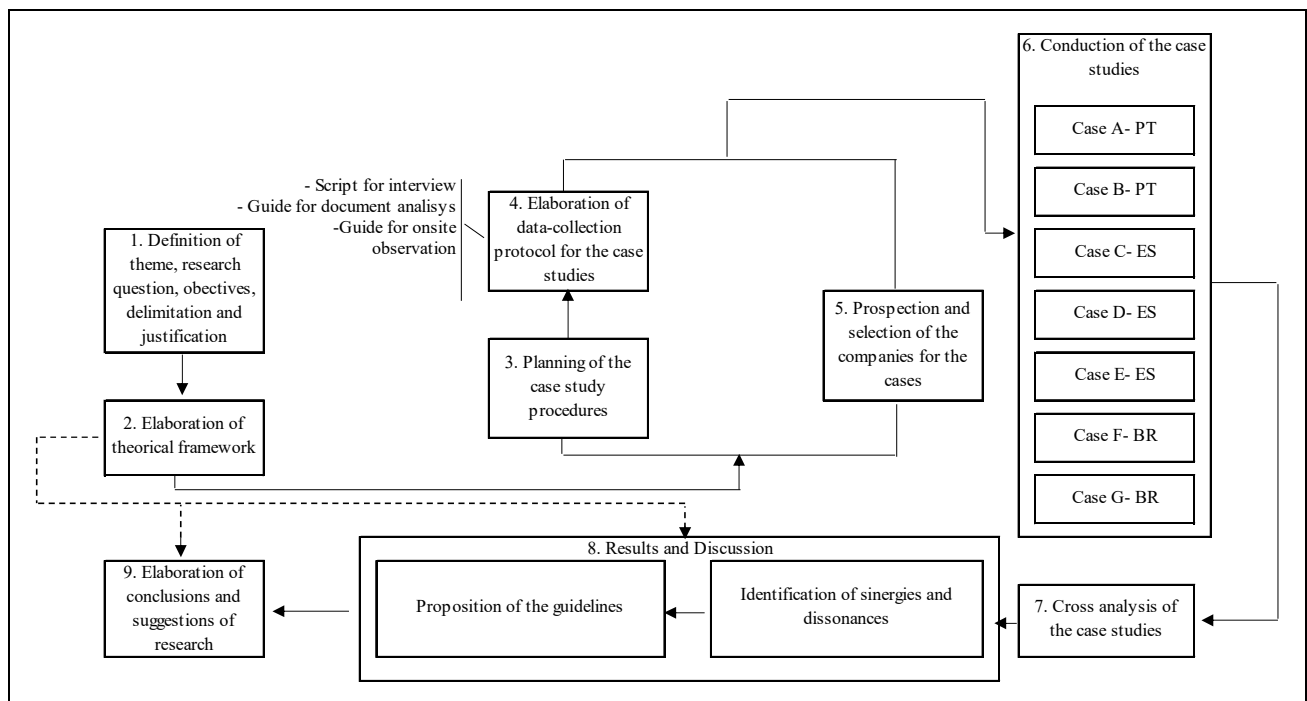 1. Definition of
theme, research
question, obectives,
delimitation and
justification
2. Elaboration of
theorical framework
3. Planning of the
case study
procedures
- Script for interview
- Guide for document analisys
-Guide for onsite
observation
4. Elaboration of
data-collection
protocol for the case
studies
5. Prospection and
selection of the
companies for the
cases
6. Conduction of the case
studies
Case A- PT
Case B- PT
Case C- ES
Case D- ES
Case E- ES
Case F- BR
Case G- BR
7. Cross analysis of
the case studies
8. Results and Discussion
Identification of sinergies and
dissonances
Proposition of the guidelines
9. Elaboration of
conclusions and
suggestions of
research